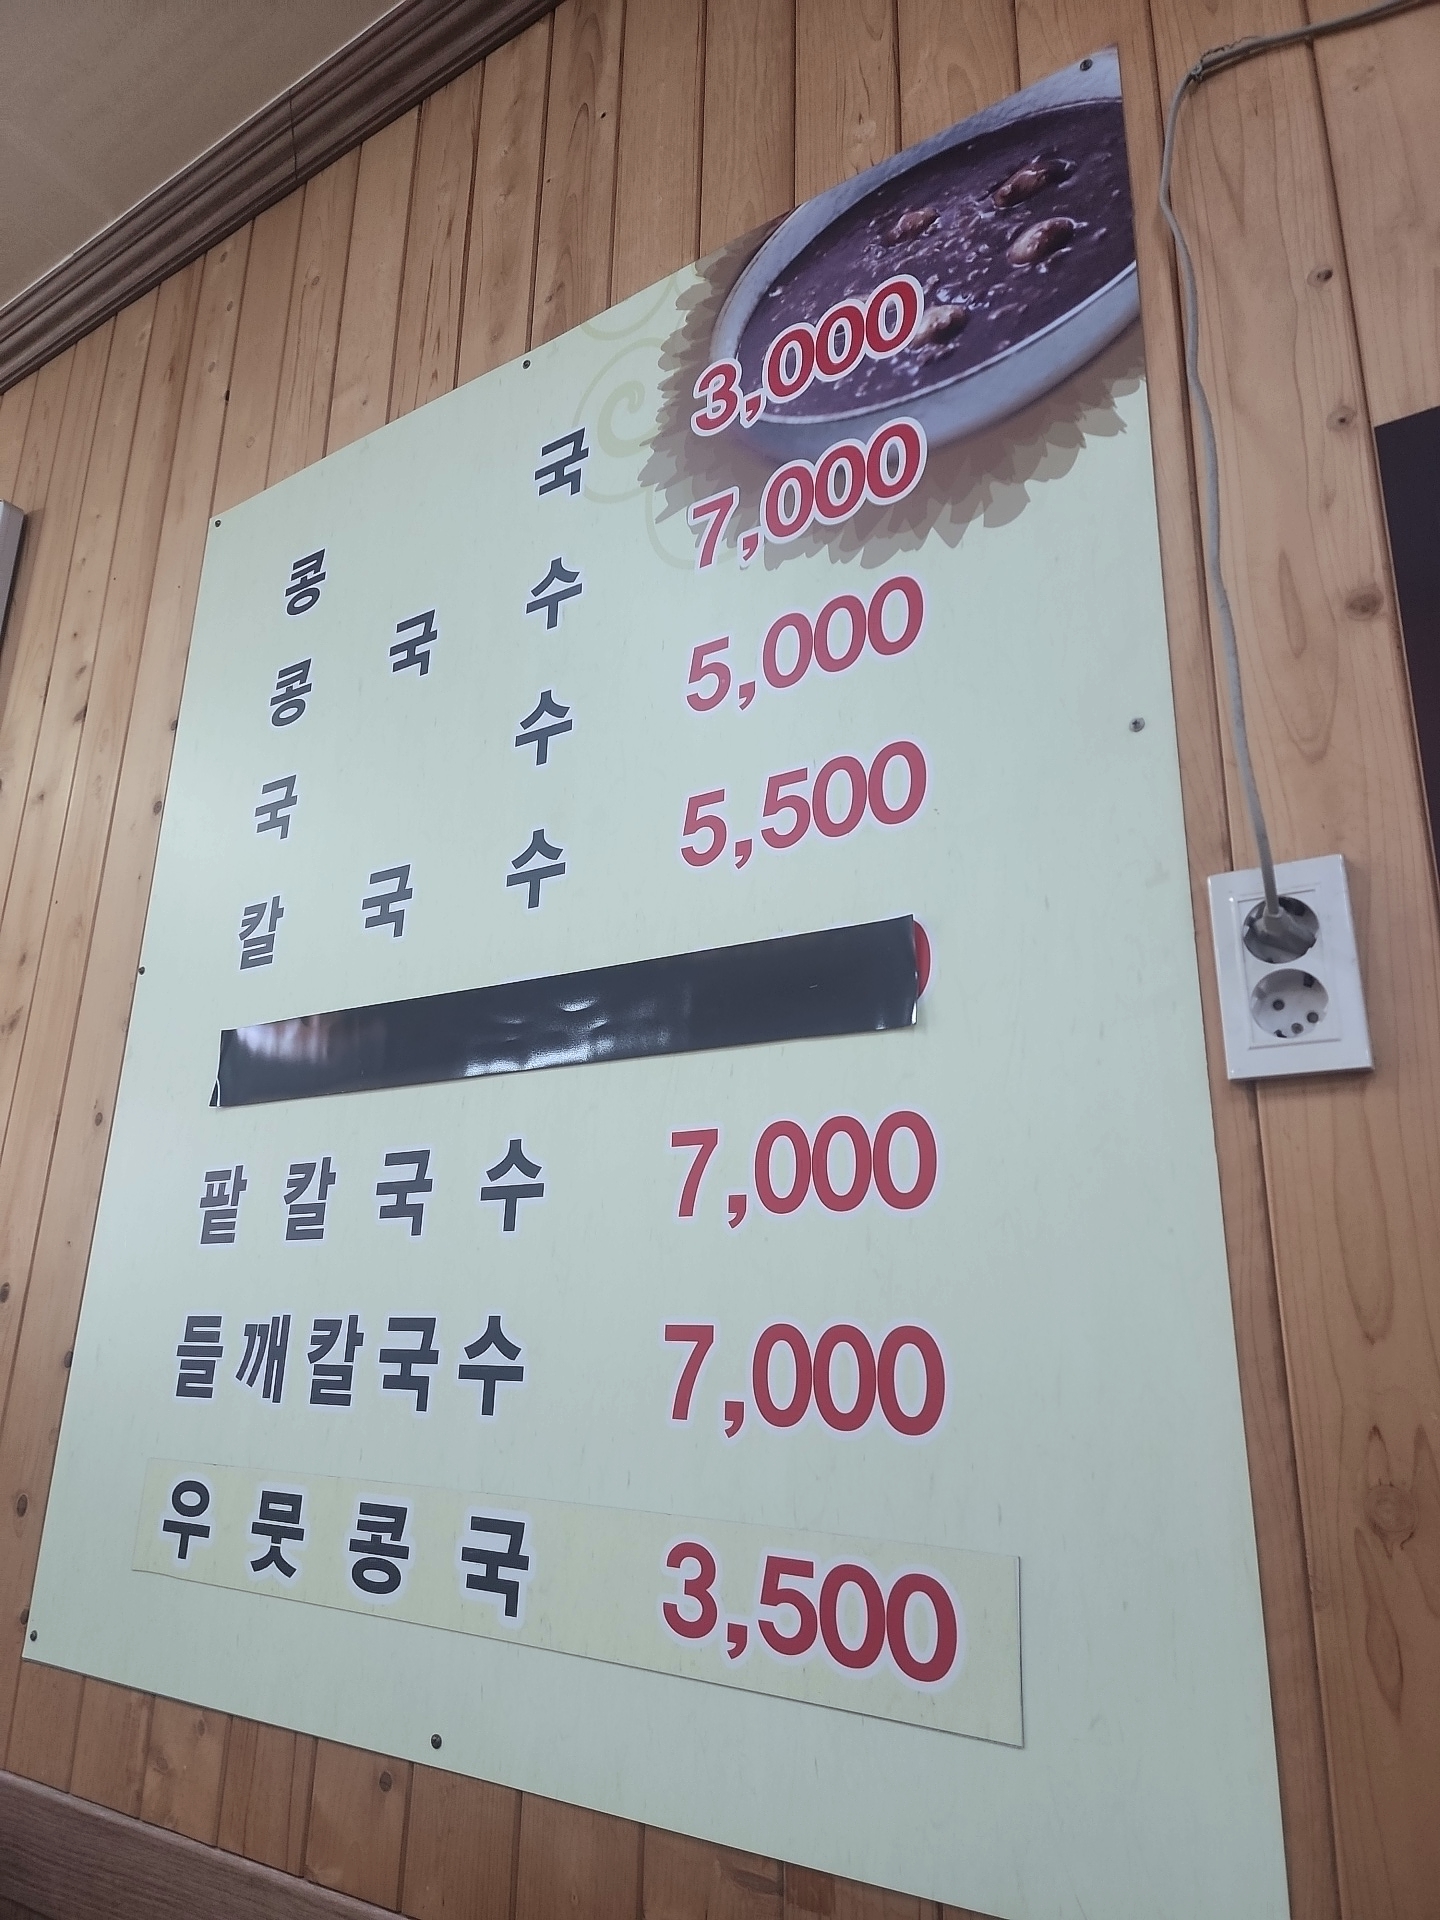 콩 국 3,000
콩 국 수 7,000
국 수 5,000
칼 국 수 5,500
팥 칼 국 수 7,000
들깨칼국수 7,000
우 뭇 콩 국 3,500